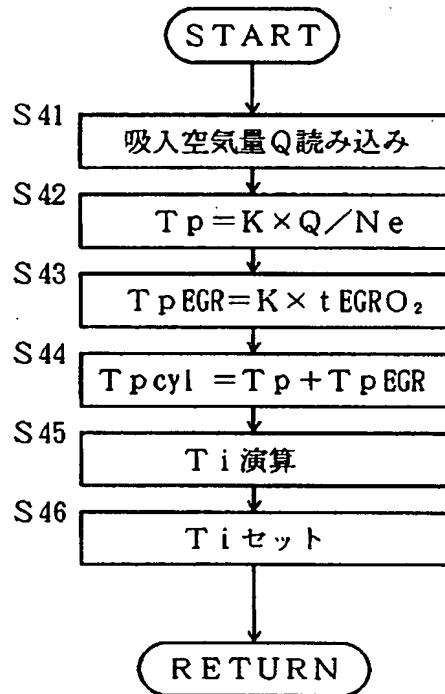 START
S41
吸入空気量Q読み込み
S42
Tp=K×Q/Ne
S43
TpEGR=K×tEGRO₂
S44
Tpcyl=Tp+TpEGR
S45
Ti演算
S46
Tiセット
RETURN